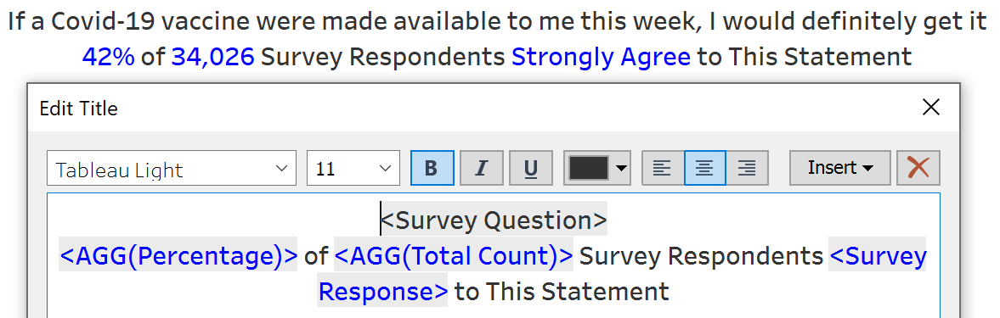 If a Covid-19 vaccine were made available to me this week, I would definitely get it
42% of 34,026 Survey Respondents Strongly Agree to This Statement
Edit Title
Tableau Light 11 B I U Insert
<Survey Question>
<AGG(Percentage)> of <AGG(Total Count)> Survey Respondents <Survey
Response> to This Statement